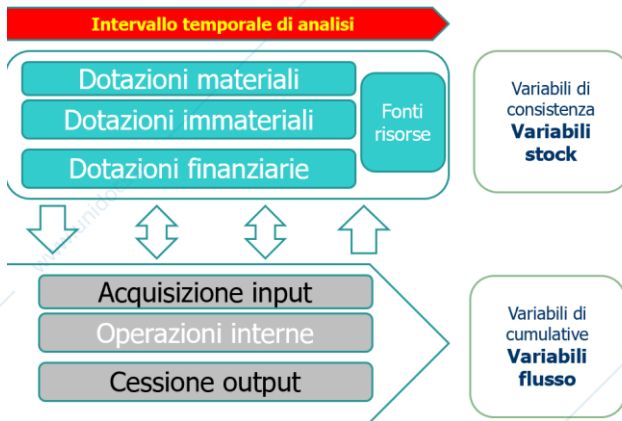 Intervallo temporale di analisi
Dotazioni materiali
Dotazioni immateriali
Dotazioni finanziarie
Fonti
risorse
Variabili di
consistenza
Variabili
stock
Acquisizione input
Operazioni interne
Cessione output
Variabili di
cumulative
Variabili
flusso